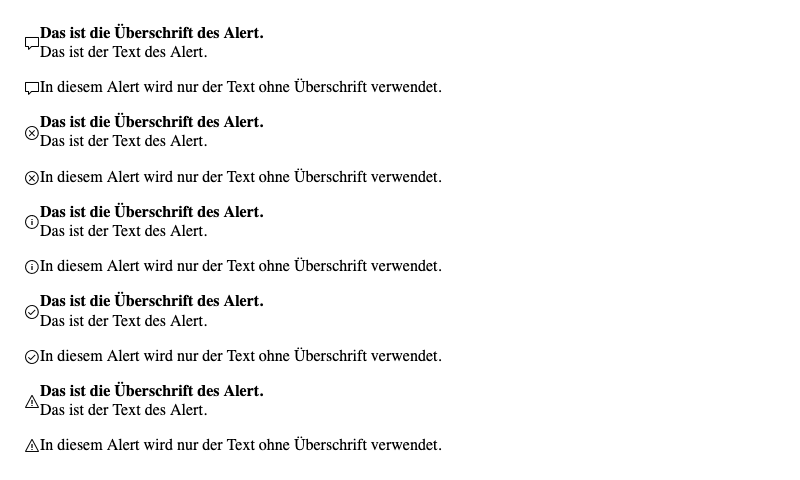 Das ist die Überschrift des Alert.
Das ist der Text des Alert.
In diesem Alert wird nur der Text ohne Überschrift verwendet.
Das ist die Überschrift des Alert.
Das ist der Text des Alert.
In diesem Alert wird nur der Text ohne Überschrift verwendet.
Das ist die Überschrift des Alert.
Das ist der Text des Alert.
In diesem Alert wird nur der Text ohne Überschrift verwendet.
Das ist die Überschrift des Alert.
Das ist der Text des Alert.
In diesem Alert wird nur der Text ohne Überschrift verwendet.
Das ist die Überschrift des Alert.
Das ist der Text des Alert.
In diesem Alert wird nur der Text ohne Überschrift verwendet.